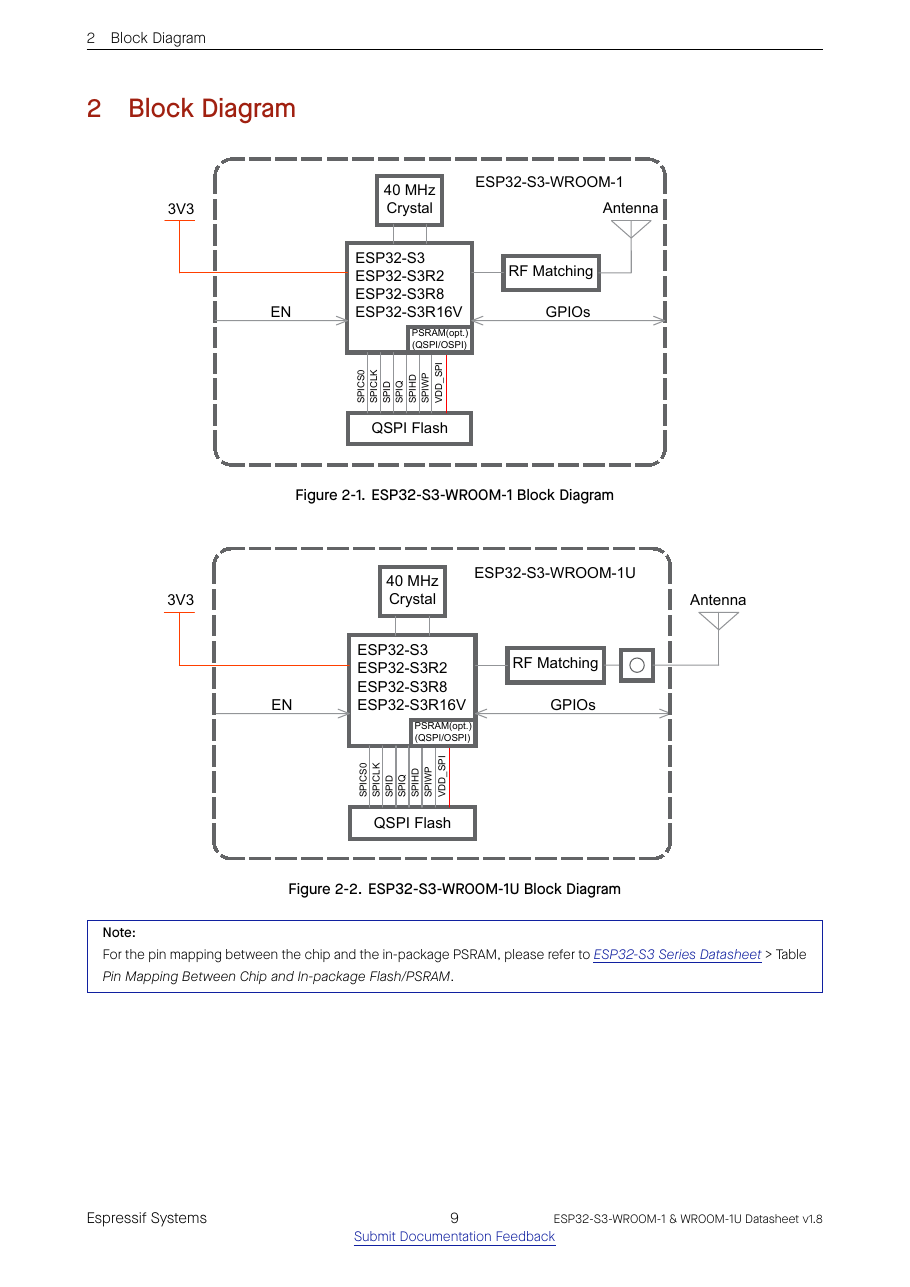 2 Block Diagram
2 Block Diagram
ESP32-S3-WROOM-1
40 MHz
Crystal
3V3
Antenna
ESP32-S3
ESP32-S3R2
ESP32-S3R8
ESP32-S3R16V
RF Matching
EN
GPIOs
PSRAM(opt.)
(QSPI/OSPI)
SPICS0
SPICLK
SPID
SPIQ
SPIHD
SPIWP
VDD_SPI
QSPI Flash
Figure 2-1. ESP32-S3-WROOM-1 Block Diagram
ESP32-S3-WROOM-1U
40 MHz
Crystal
3V3
Antenna
ESP32-S3
ESP32-S3R2
ESP32-S3R8
ESP32-S3R16V
RF Matching
EN
GPIOs
PSRAM(opt.)
(QSPI/OSPI)
SPICS0
SPICLK
SPID
SPIQ
SPIHD
SPIWP
VDD_SPI
QSPI Flash
Figure 2-2. ESP32-S3-WROOM-1U Block Diagram
Note:
For the pin mapping between the chip and the in-package PSRAM, please refer to ESP32-S3 Series Datasheet > Table
Pin Mapping Between Chip and In-package Flash/PSRAM.
Espressif Systems
9
ESP32-S3-WROOM-1 & WROOM-1U Datasheet v1.8
Submit Documentation Feedback